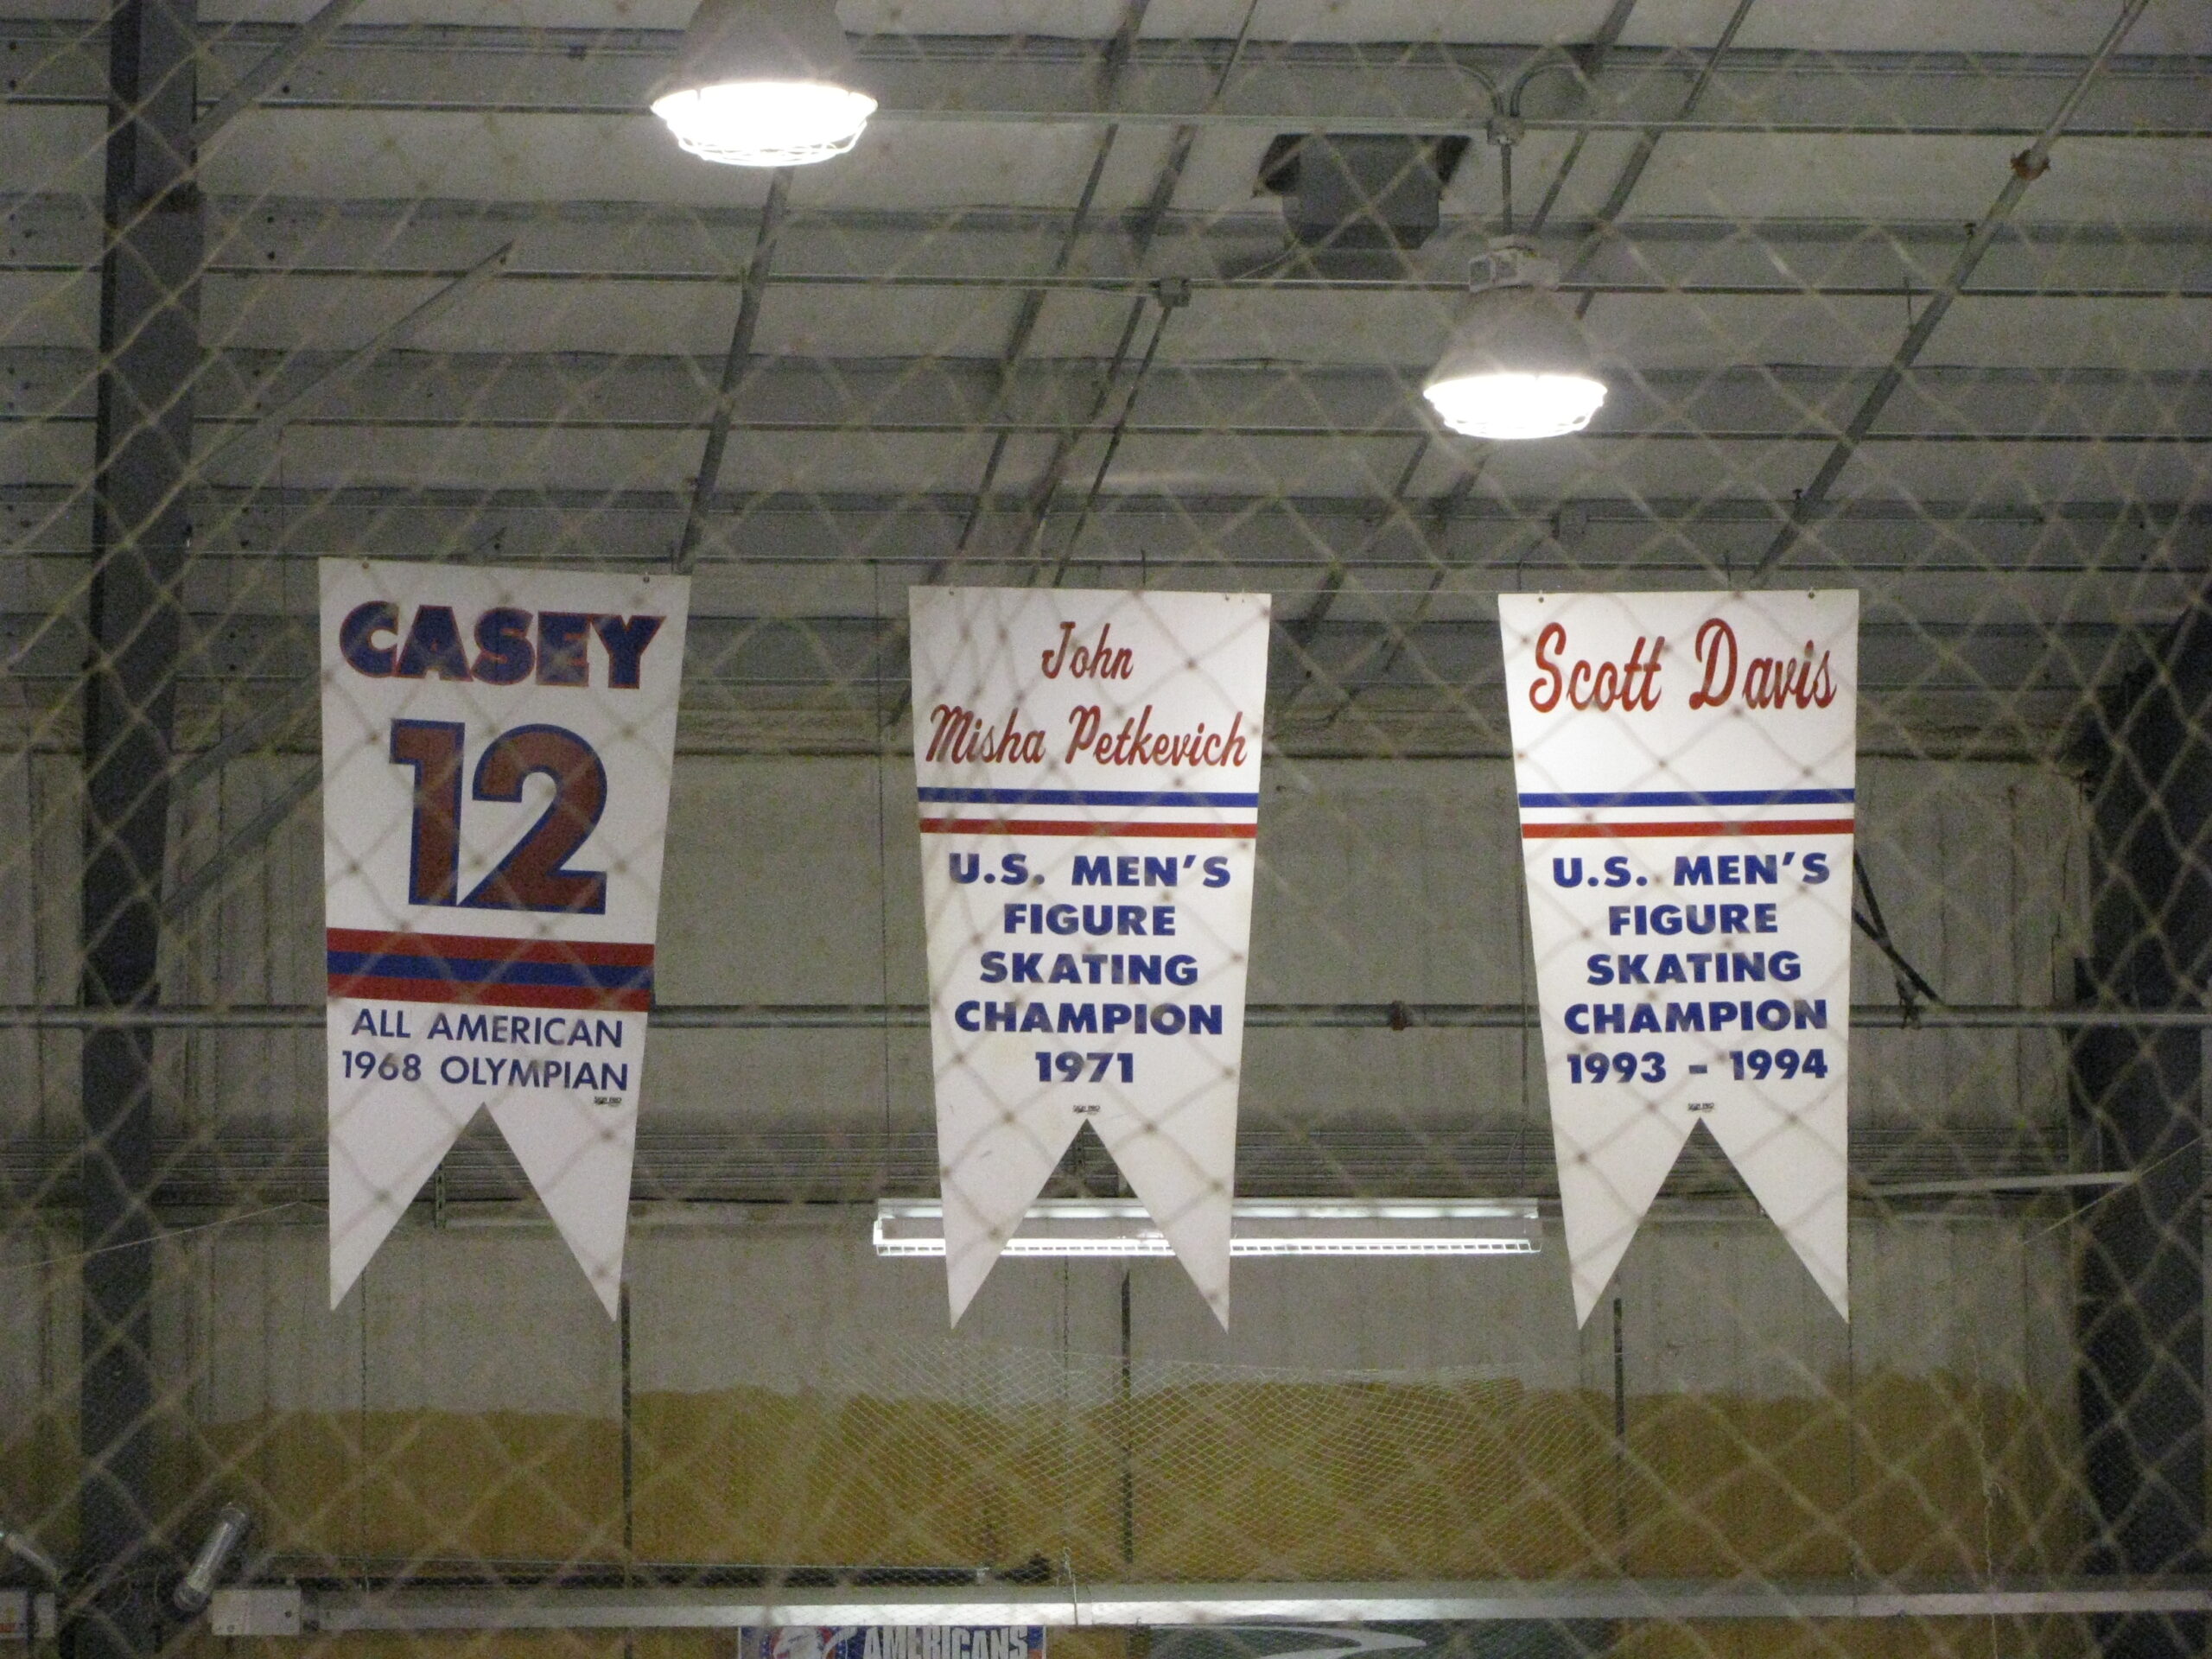 CASEY
12
ALL AMERICAN
1968 OLYMPIAN
John
Misha Petkevich
U.S. MEN'S
FIGURE
SKATING
CHAMPION
1971
Scott Davis
U.S. MEN'S
FIGURE
SKATING
CHAMPION
1993 - 1994
AMERICANS